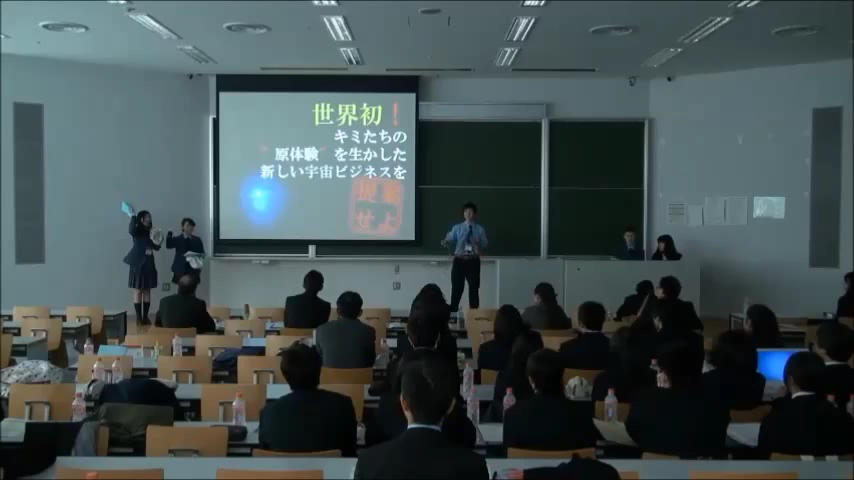 世界初！
キミたちの
"原体験"を生かした
新しい宇宙ビジネスを